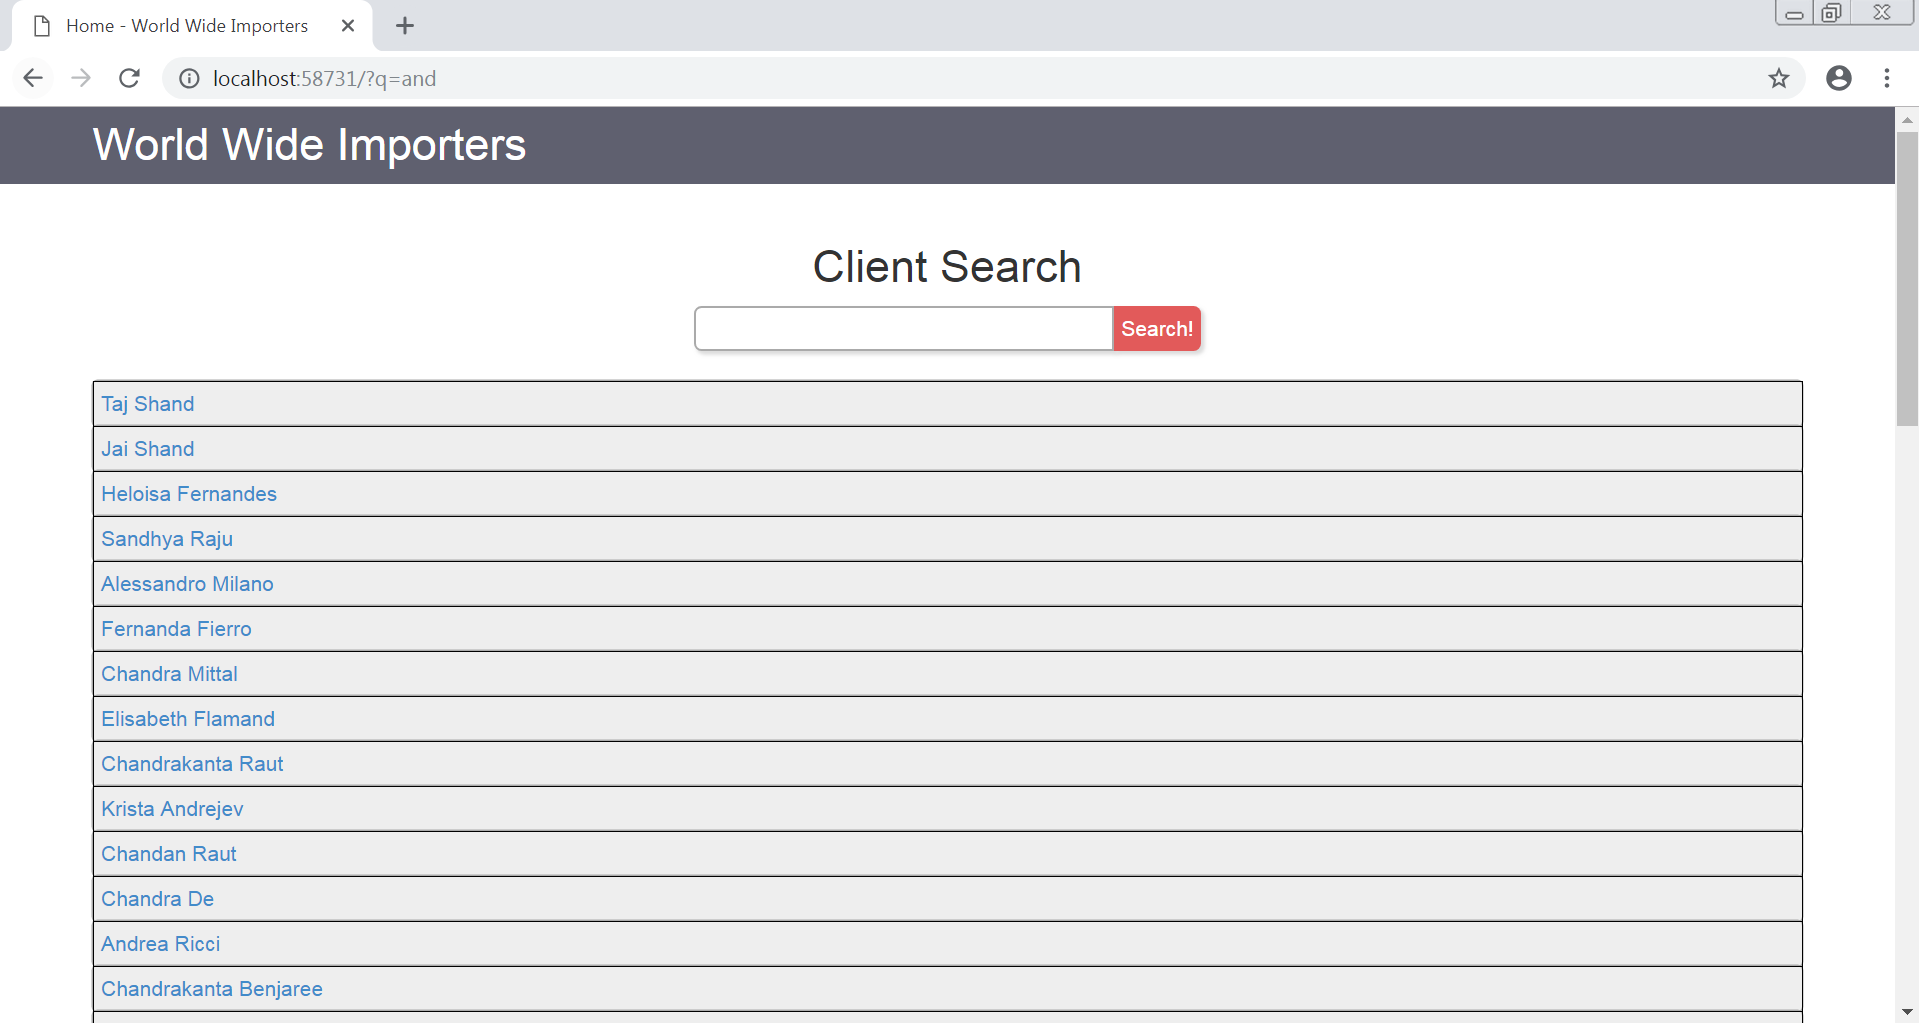 Home - World Wide Importers
localhost:58731/?q=and
World Wide Importers
Client Search
Search!
Taj Shand
Jai Shand
Heloisa Fernandes
Sandhya Raju
Alessandro Milano
Fernanda Fierro
Chandra Mittal
Elisabeth Flamand
Chandrakanta Raut
Krista Andrejev
Chandan Raut
Chandra De
Andrea Ricci
Chandrakanta Benjaree